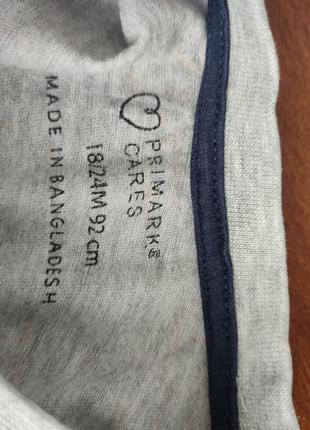 PRIMARK®
CARES
18/24M 92 cm
MADE IN BANGLADESH